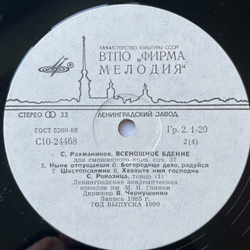 МИНИСТЕРСТВО КУЛЬТУРЫ СССР
ВТПО „ФИРМА
МЕЛОДИЯ"
СТЕРЕО 33
ЛЕНИНГРАДСКИЙ ЗАВОД
ГОСТ 5289-88
Гр. 2. 1-20
С10-24468
2(4)
С. Рахманинов, ВСЕНОЩНОЕ БДЕНИЕ
для смешанного хора, соч. 37
5. Ныне отпущаеши 6. Богородице дево, радуйся
7 Шестопсалмие 8. Хвалите имя господне
С. Рокозица, тенор (1)
Ленинградская академическая
капелла им. М. И. Глинки
Дирижер В. Чернушенко
Запись 1985 г.
ГОД ВЫПУСКА 1990